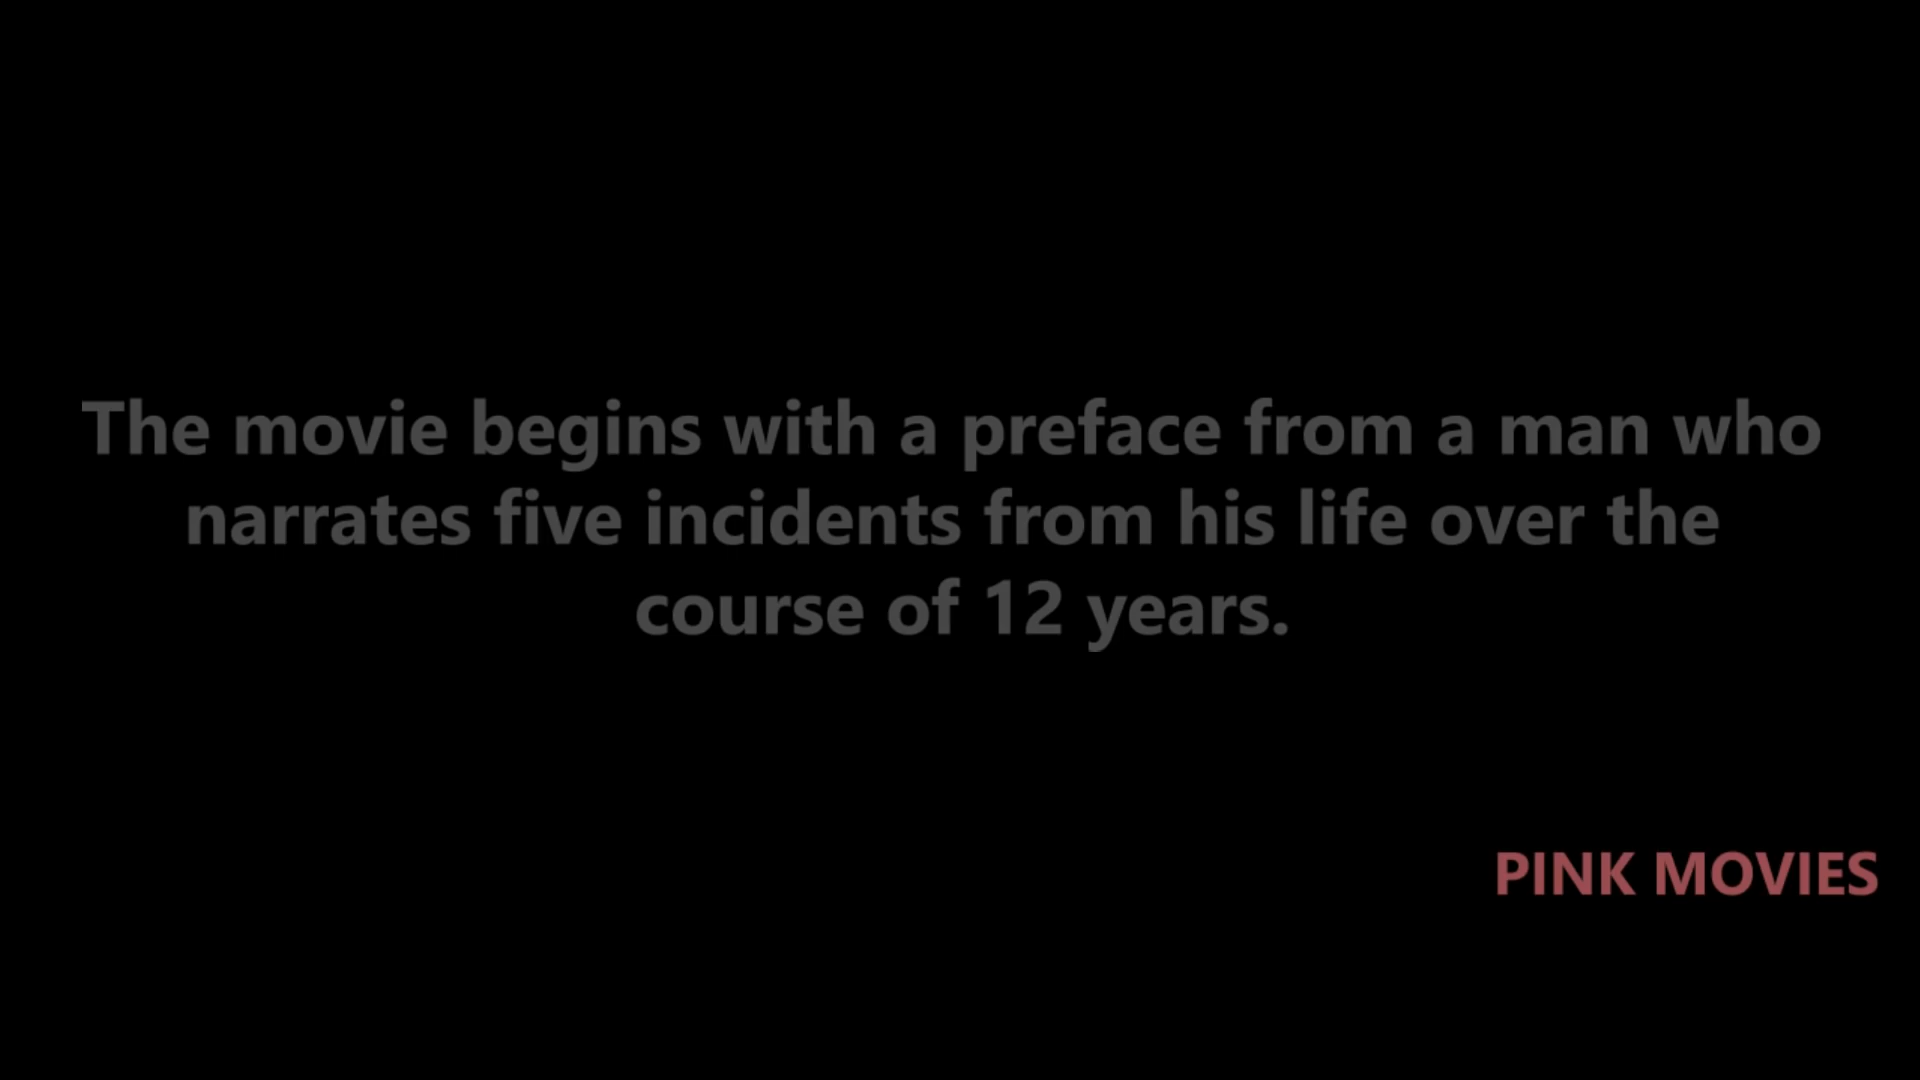 The movie begins with a preface from a man who
narrates five incidents from his life over the
course of 12 years.
PINK MOVIES